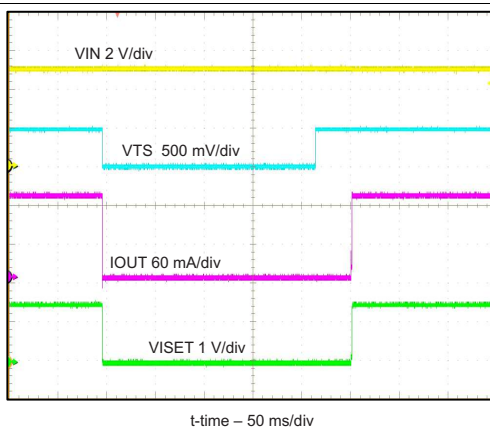 VIN 2 V/div
VTS 500 mV/div
IOUT 60 mA/div
VISET 1 V/div
t-time – 50 ms/div